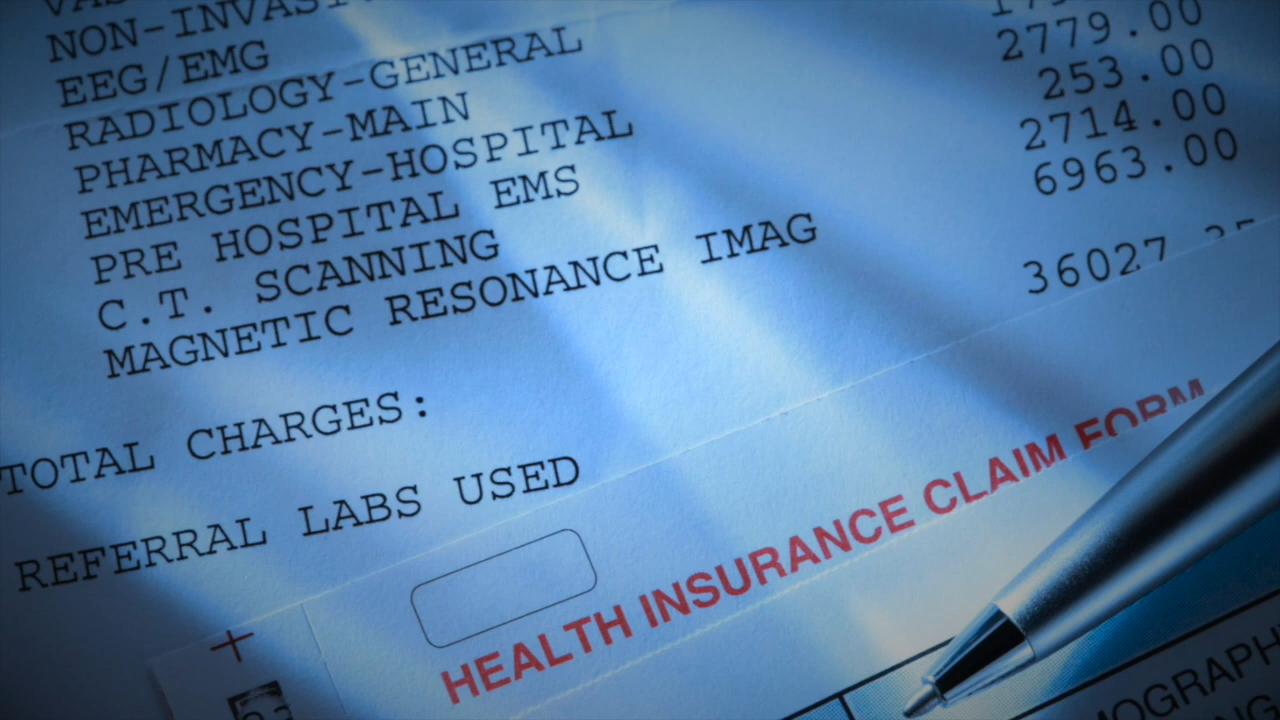 NON-INVASI
EEG/EMG
RADIOLOGY-GENERAL
PHARMACY-MAIN
EMERGENCY-HOSPITAL 2779.00
PRE HOSPITAL EMS 253.00
C.T. SCANNING 2714.00
MAGNETIC RESONANCE IMAG 6963.00
TOTAL CHARGES: 36027
REFERRAL LABS USED
HEALTH INSURANCE CLAIM FORM